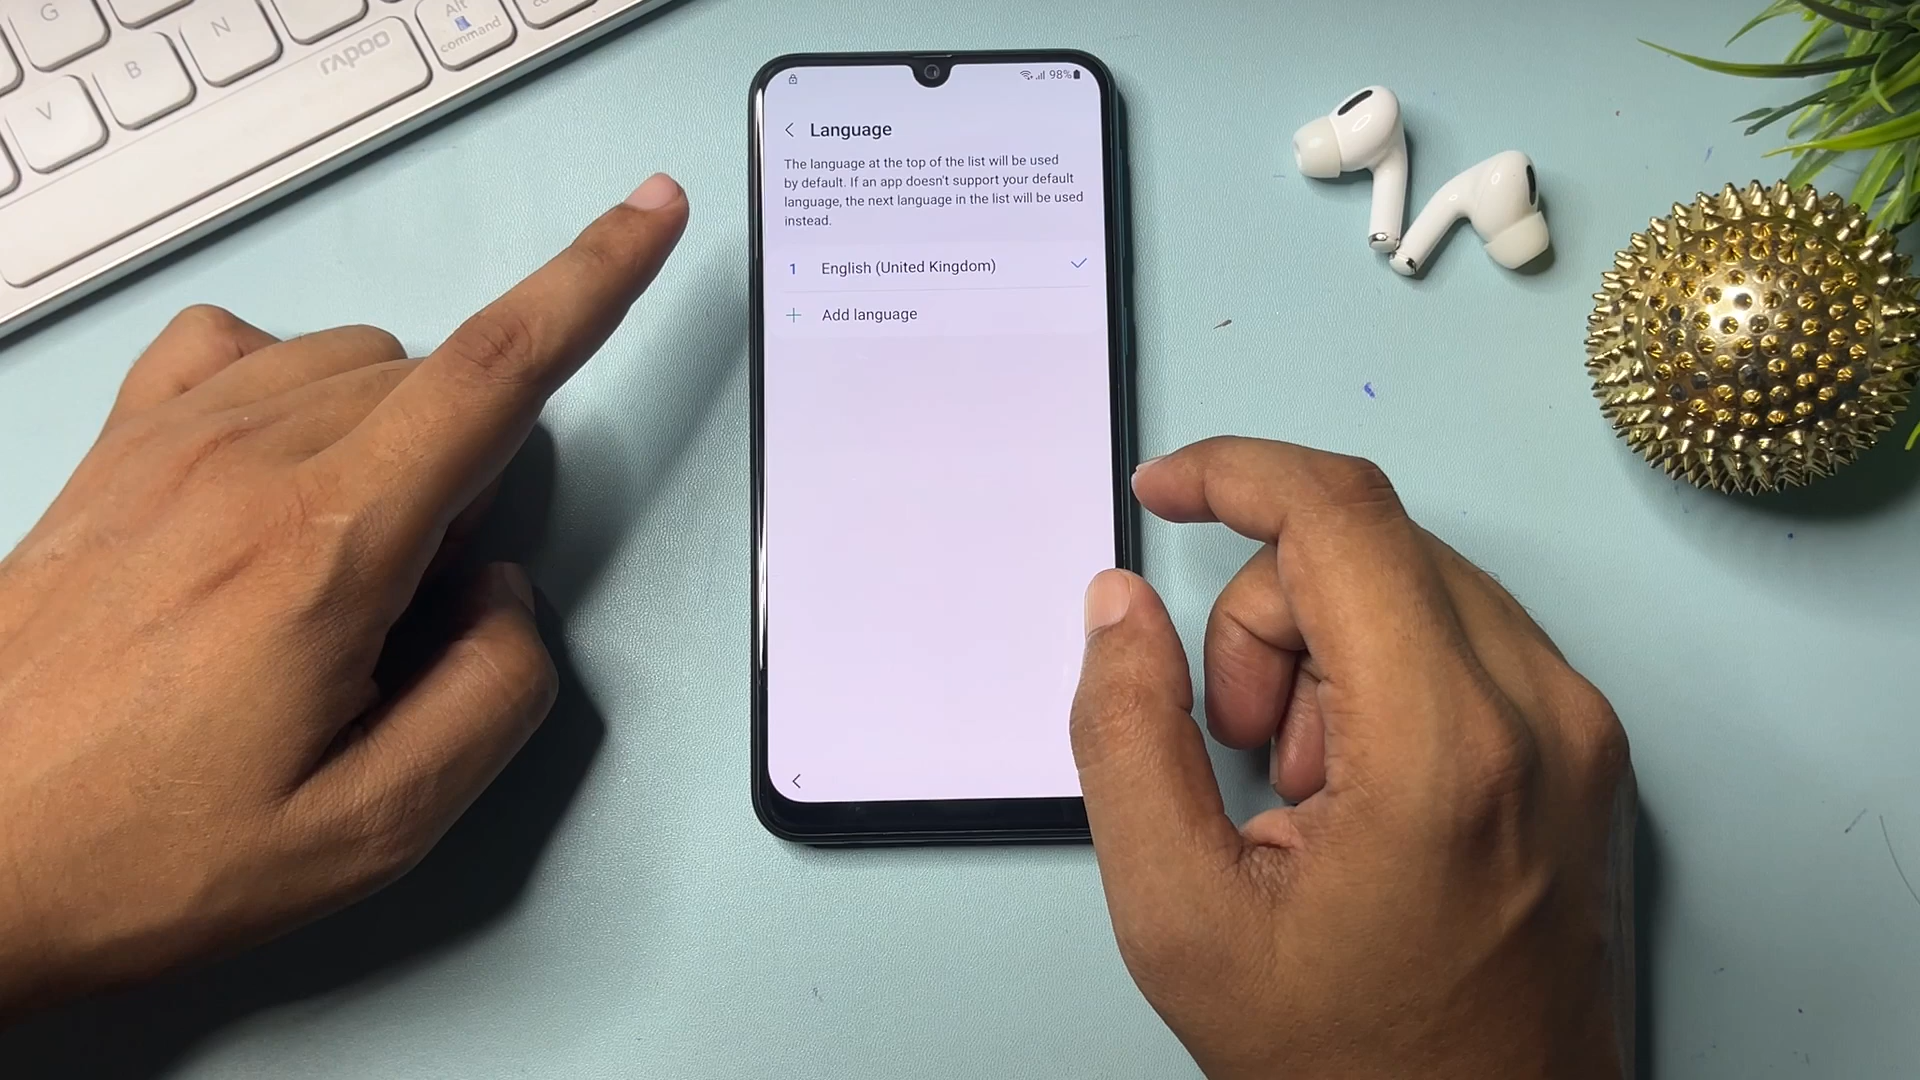 G
N
Alt
command
B
rapoo
V
98%
Language
The language at the top of the list will be used
by default. If an app doesn't support your default
language, the next language in the list will be used
instead.
1 English (United Kingdom)
Add language